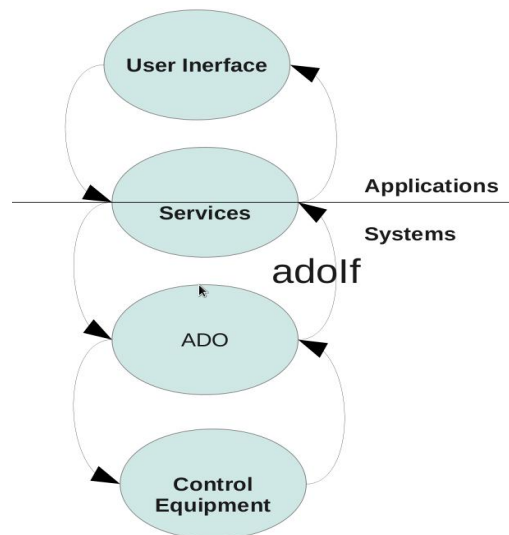 User Inerface
Applications
Services
Systems
adoIf
ADO
Control
Equipment